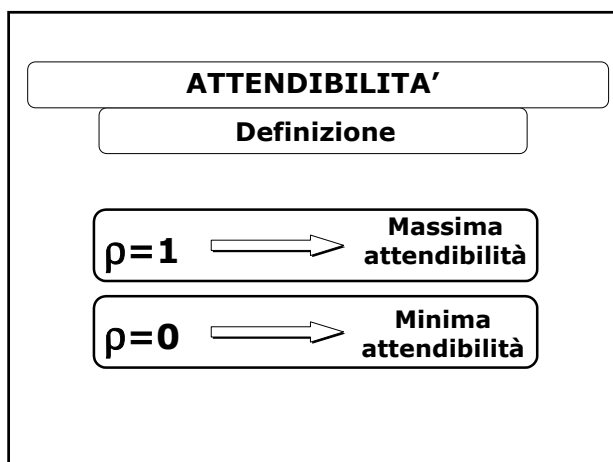 ATTENDIBILITA’
Definizione
ρ=1
Massima
attendibilità
ρ=0
Minima
attendibilità